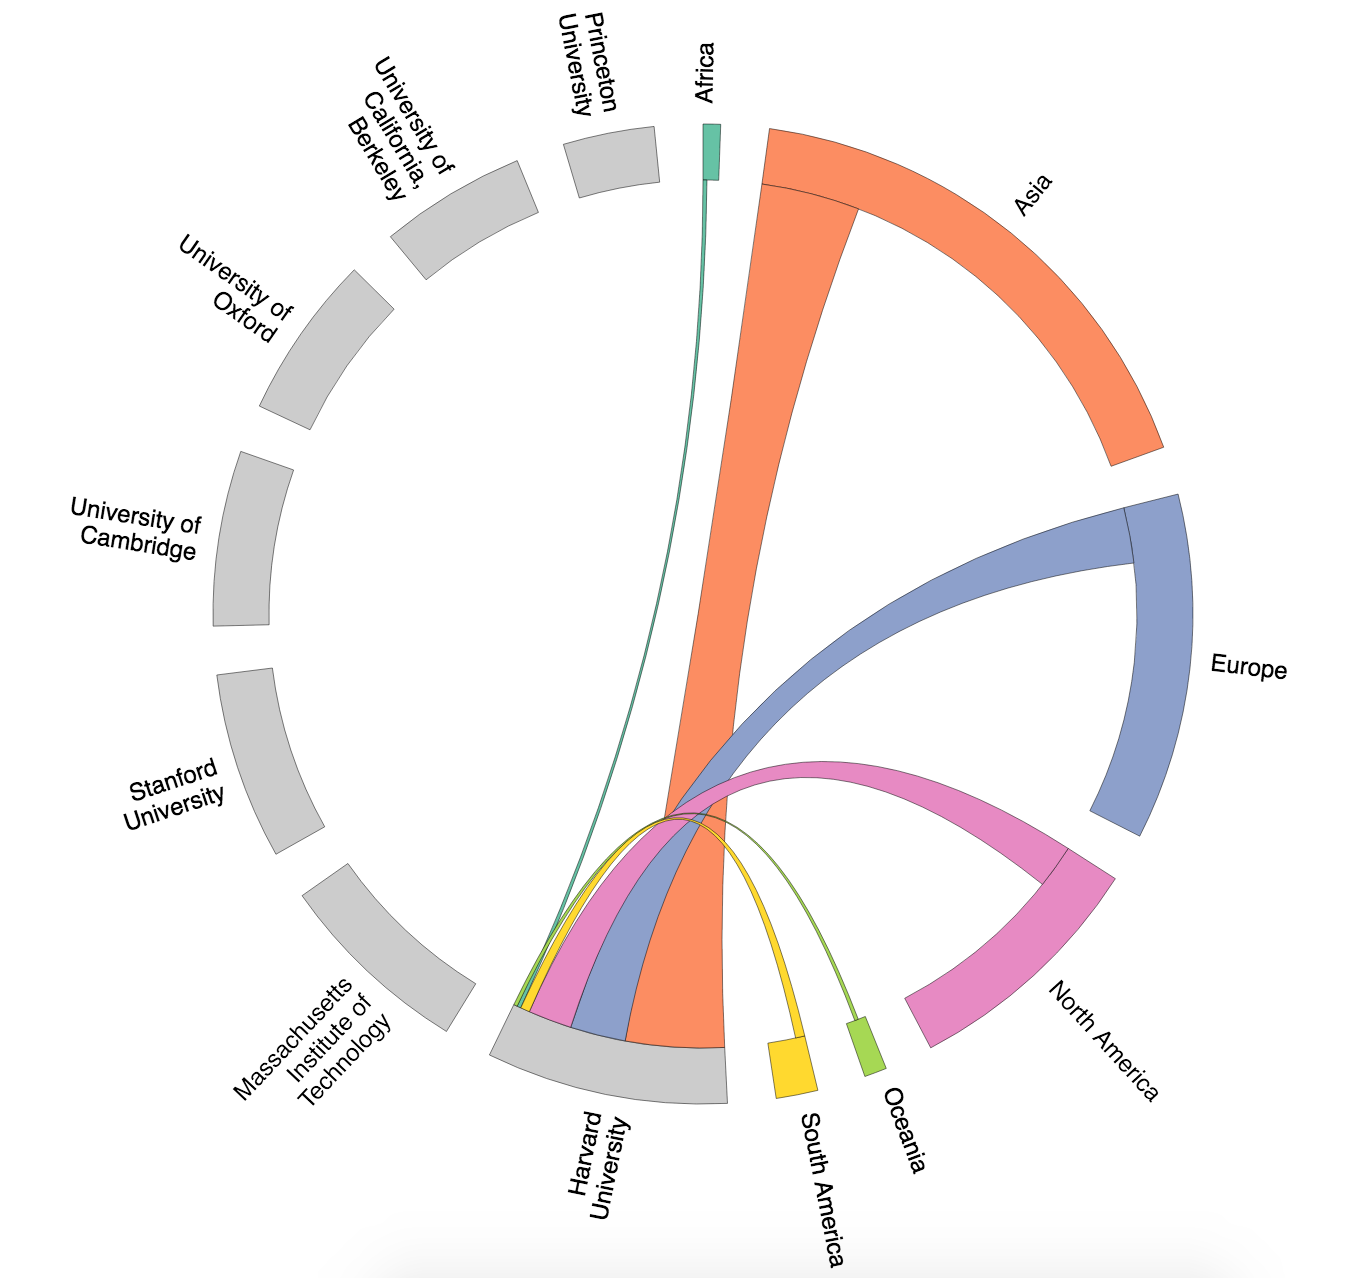 Princeton
University
Africa
Asia
Europe
North America
Oceania
South America
Harvard
University
Massachusetts
Institute of
Technology
Stanford
University
University of
Cambridge
University of
Oxford
University of
California,
Berkeley